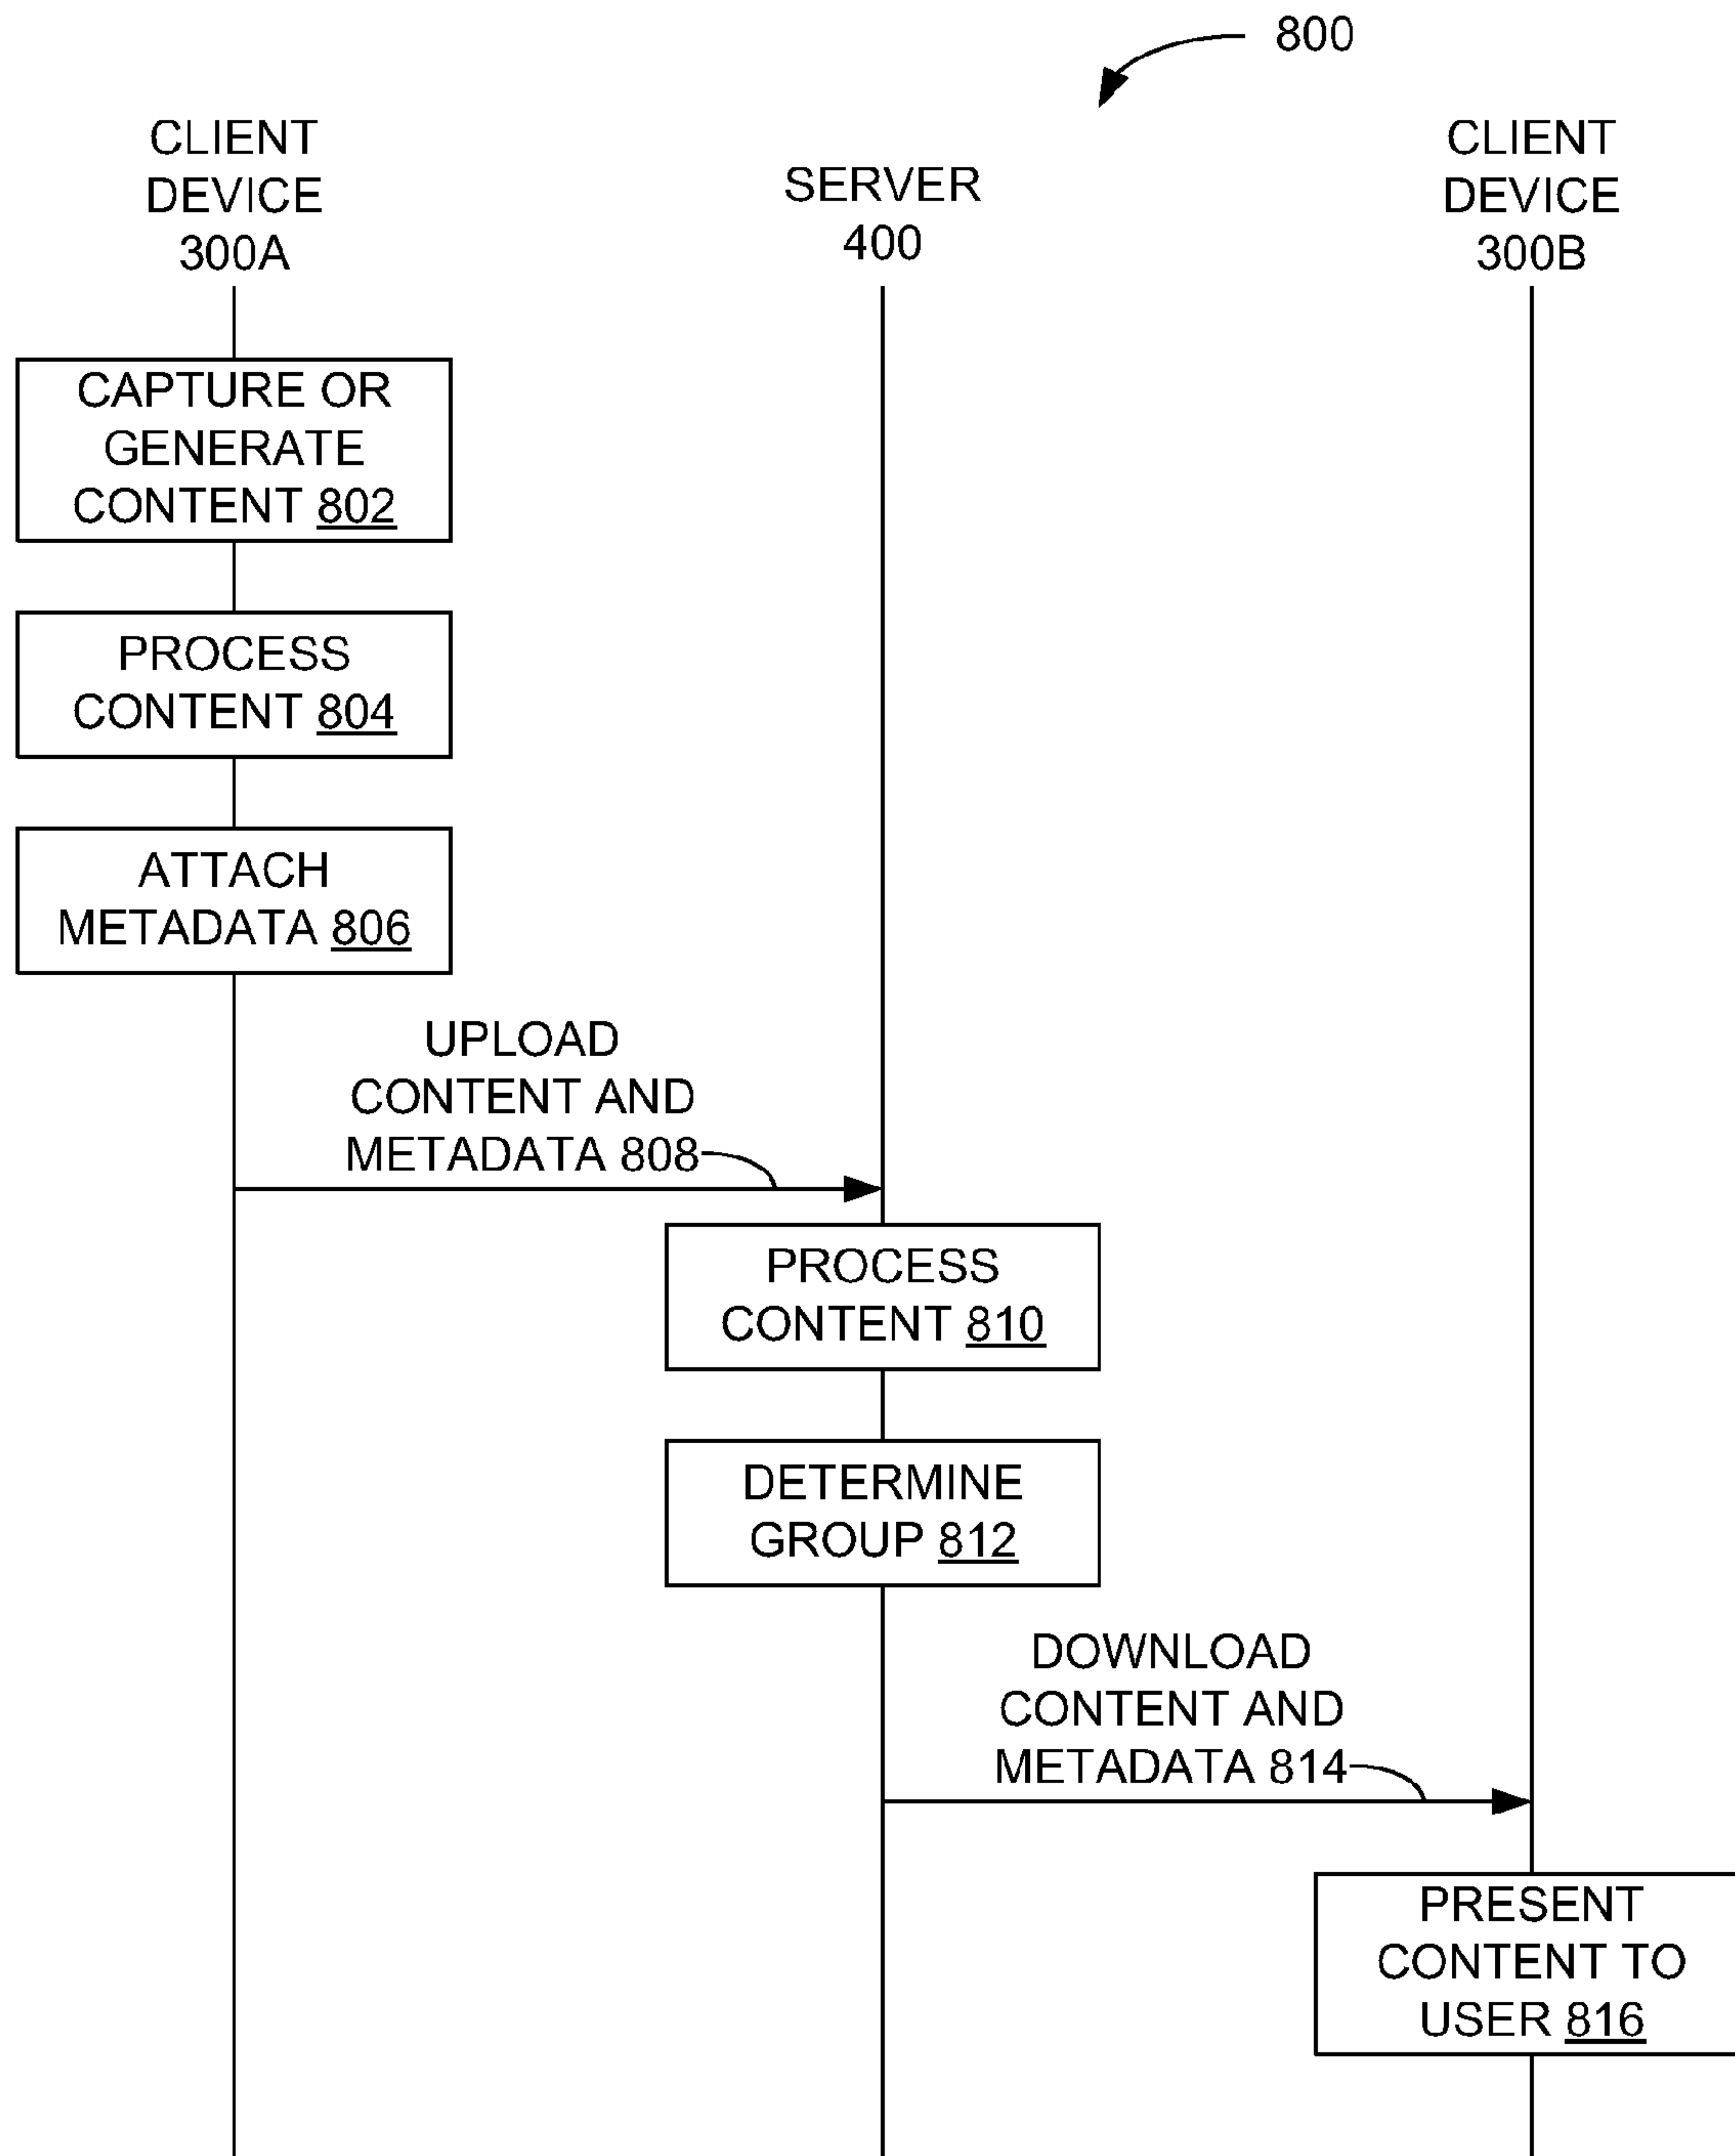 800
CLIENT
DEVICE
300A
SERVER
400
CLIENT
DEVICE
300B
CAPTURE OR
GENERATE
CONTENT 802
PROCESS
CONTENT 804
ATTACH
METADATA 806
UPLOAD
CONTENT AND
METADATA 808
PROCESS
CONTENT 810
DETERMINE
GROUP 812
DOWNLOAD
CONTENT AND
METADATA 814
PRESENT
CONTENT TO
USER 816